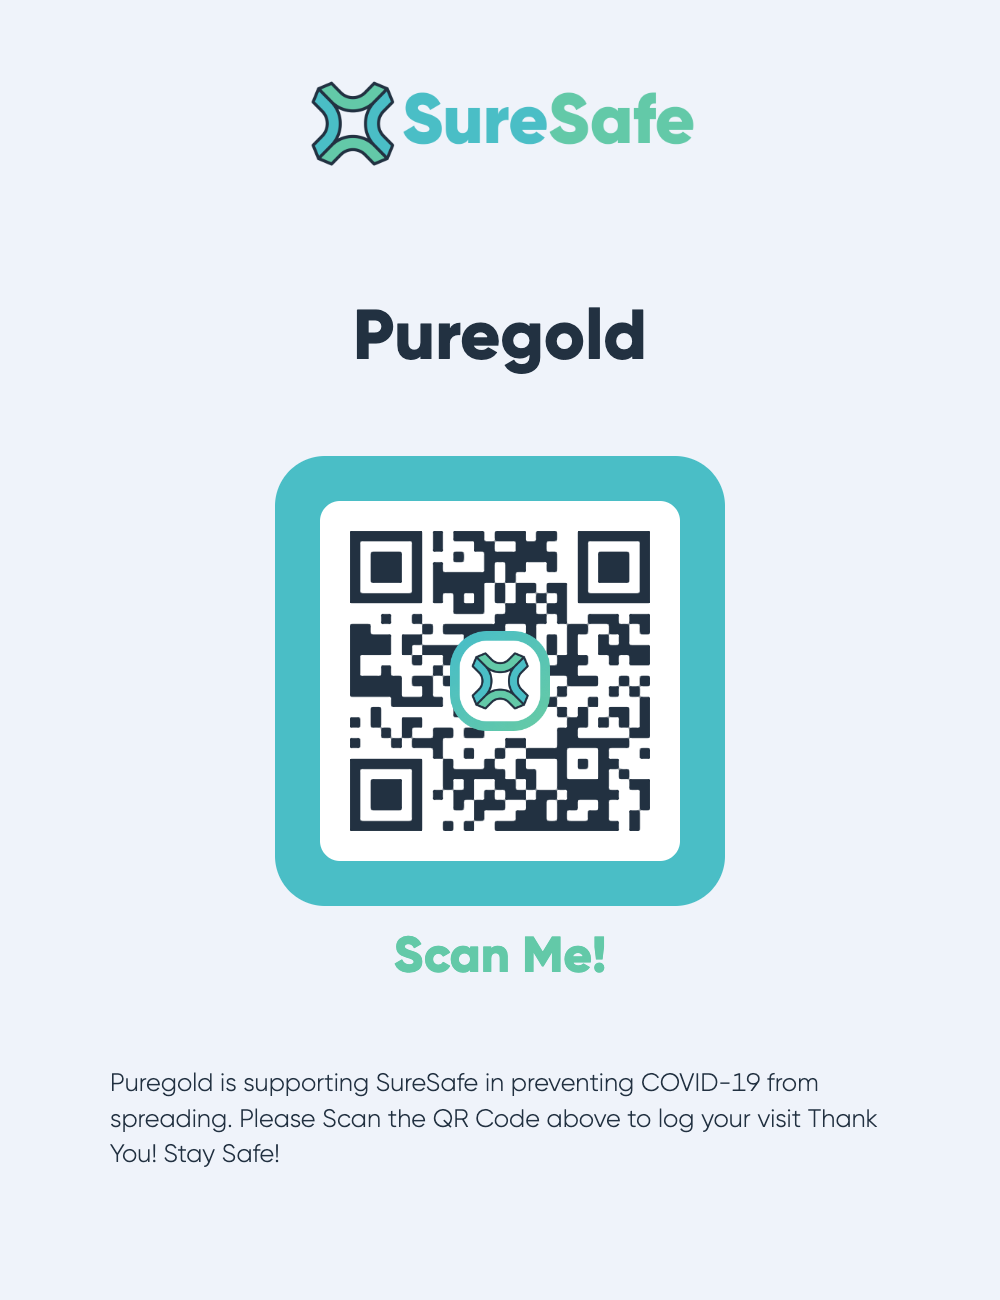 SureSafe
Puregold
Scan Me!
Puregold is supporting SureSafe in preventing COVID-19 from
spreading. Please Scan the QR Code above to log your visit Thank
You! Stay Safe!